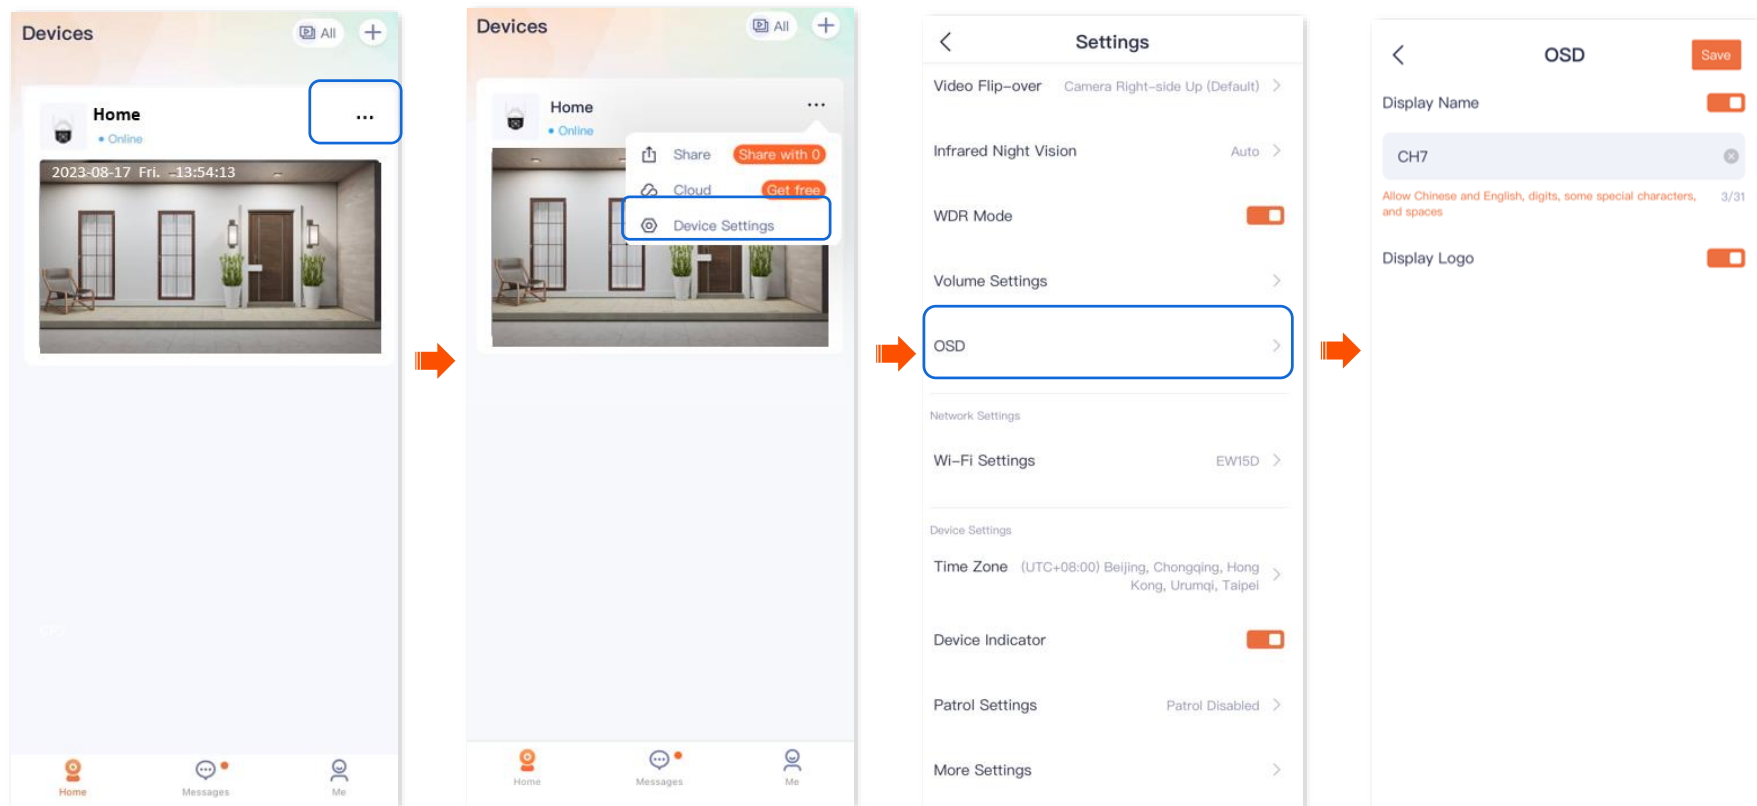 Devices
All
Home
...
Online
2023-08-17 Fri. 13:54:13
Home
Messages
Me
Devices
All
Home
...
Online
Share
Share with 0
Cloud
Get free
Device Settings
Home
Messages
Me
Settings
Video Flip-over
Camera Right-side Up (Default)
Infrared Night Vision
Auto
WDR Mode
Volume Settings
OSD
Network Settings
Wi-Fi Settings
EW15D
Device Settings
Time Zone
(UTC+08:00) Beijing, Chongqing, Hong
Kong, Urumqi, Taipei
Device Indicator
Patrol Settings
Patrol Disabled
More Settings
OSD
Save
Display Name
CH7
Allow Chinese and English, digits, some special characters,
and spaces
3/31
Display Logo